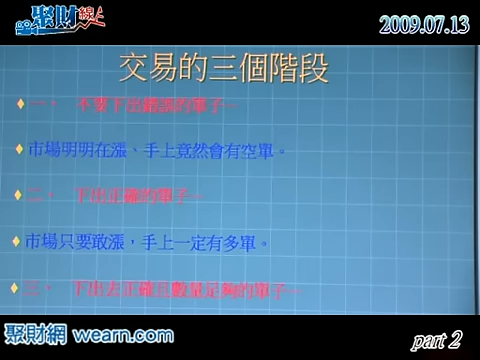 聚財線上
2009.07.13
交易的三個階段
一、 不要下出錯誤的單子—
市場明明在漲、手上竟然會有空單。
二、 下出正確的單子—
市場只要敢漲，手上一定有多單。
三、 下出去正確且數量足夠的單子—
聚財網 wearn.com
part 2